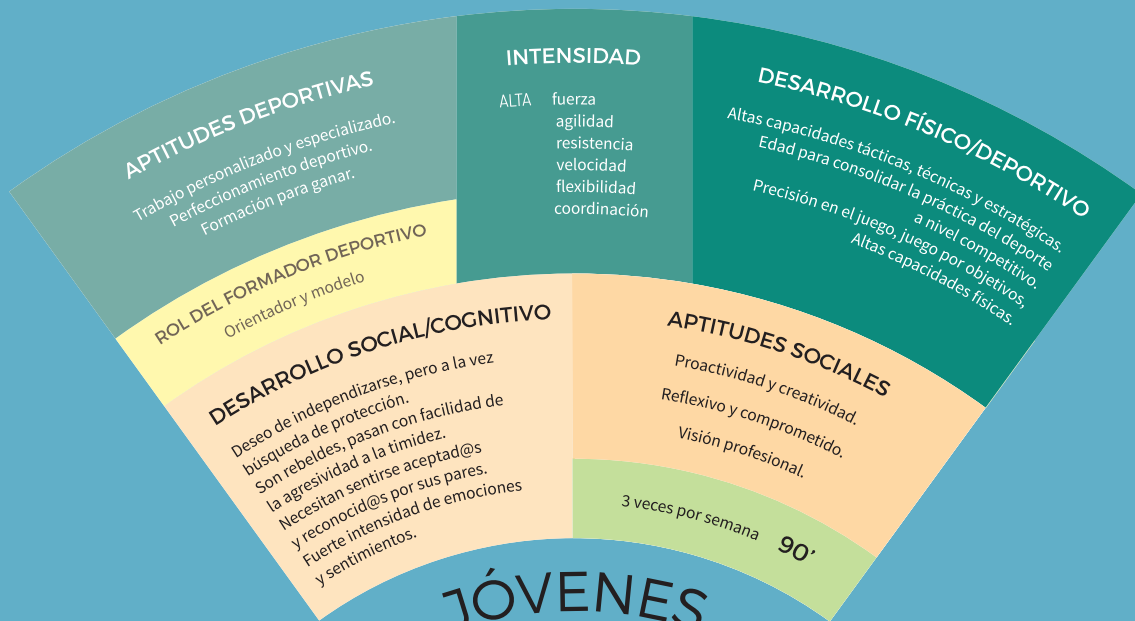 APTITUDES DEPORTIVAS
Trabajo personalizado y especializado.
Perfeccionamiento deportivo.
Formación para ganar.
ROL DEL FORMADOR DEPORTIVO
Orientador y modelo
INTENSIDAD
ALTA fuerza
agilidad
resistencia
velocidad
flexibilidad
coordinación
DESARROLLO FÍSICO/DEPORTIVO
Altas capacidades tácticas, técnicas y estratégicas.
Edad para consolidar la práctica del deporte
a nivel competitivo.
Precisión en el juego, juego por objetivos,
Altas capacidades físicas.
DESARROLLO SOCIAL/COGNITIVO
Deseo de independizarse, pero a la vez
búsqueda de protección.
Son rebeldes, pasan con facilidad de
la agresividad a la timidez.
Necesitan sentirse aceptad@s
y reconocid@s por sus pares.
Fuerte intensidad de emociones
y sentimientos.
APTITUDES SOCIALES
Proactividad y creatividad.
Reflexivo y comprometido.
Visión profesional.
3 veces por semana 90’
JÓVENES